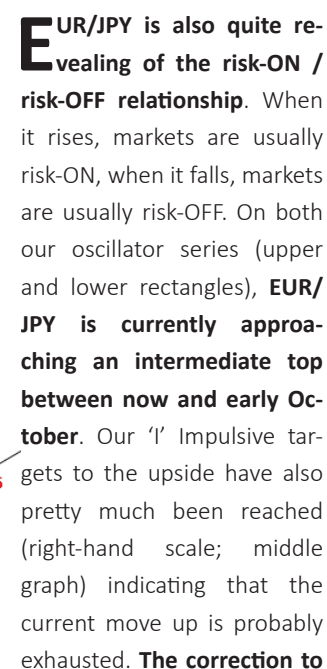 EUR/JPY is also quite re-
vealing of the risk-ON /
risk-OFF relationship. When
it rises, markets are usually
risk-ON, when it falls, markets
are usually risk-OFF. On both
our oscillator series (upper
and lower rectangles), EUR/
JPY is currently approa-
ching an intermediate top
between now and early Oc-
tober. Our ‘I’ Impulsive tar-
gets to the upside have also
pretty much been reached
(right-hand scale; middle
graph) indicating that the
current move up is probably
exhausted. The correction to